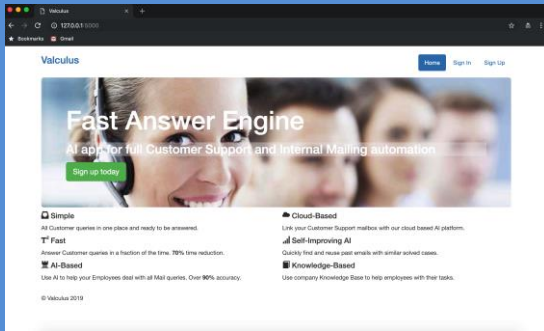 Valculus
127.0.0.1:5000
Bookmarks Gmail
Valculus
Home Sign In Sign Up
Fast Answer Engine
AI app for full Customer Support and Internal Mailing automation
Sign up today
Simple
All Customer queries in one place and ready to be answered.
Fast
Answer Customer queries in a fraction of the time. 70% time reduction.
AI-Based
Use AI to help your Employees deal with all Mail queries. Over 90% accuracy.
Cloud-Based
Link your Customer Support mailbox with our cloud based AI platform.
Self-Improving AI
Quickly find and reuse past emails with similar solved cases.
Knowledge-Based
Use company Knowledge Base to help employees with their tasks.
© Valculus 2019